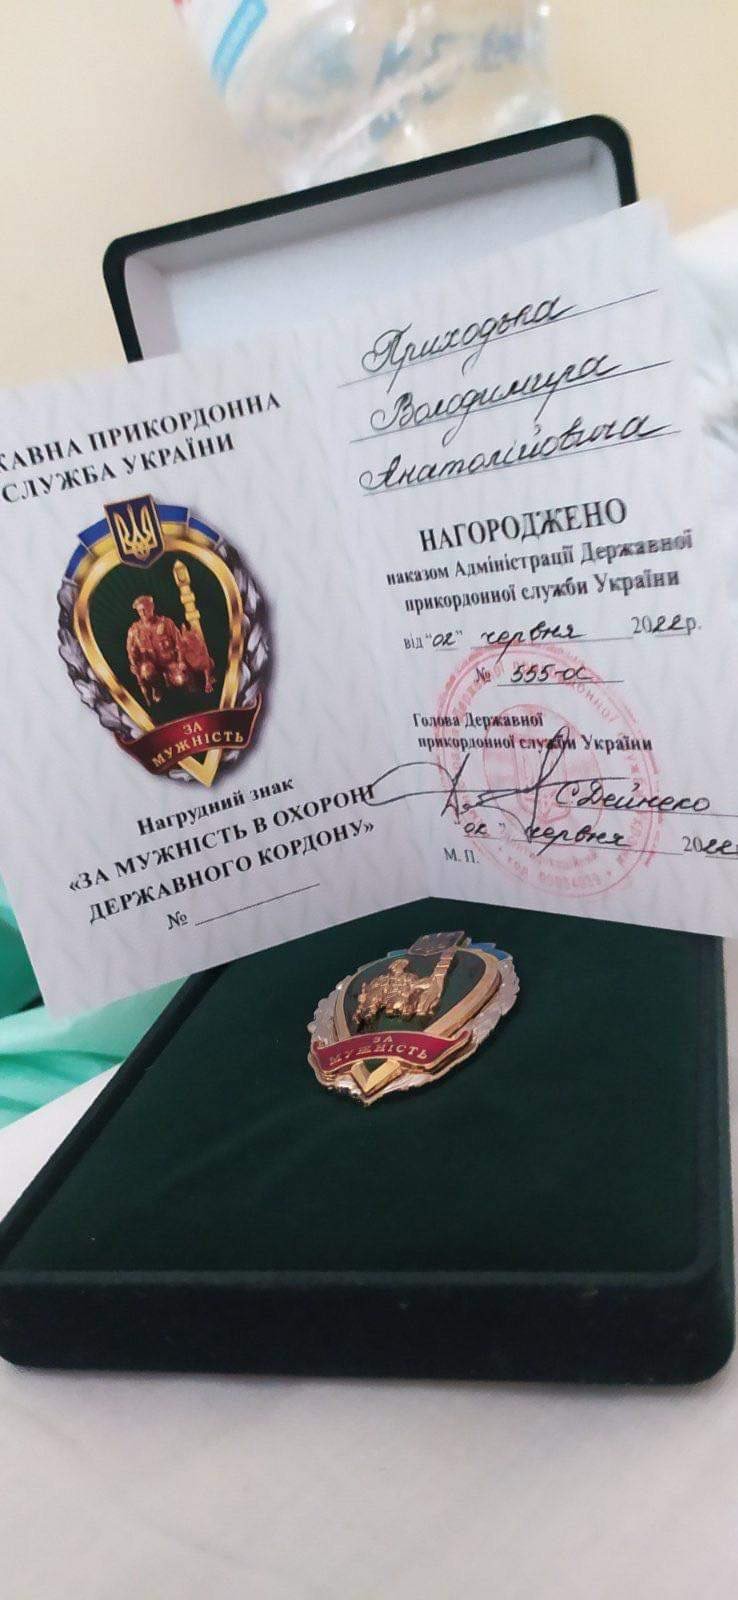 КАВНА ПРИКОРДОННА
СЛУЖБА УКРАЇНИ
ЗА
МУЖНІСТЬ
Нагрудний знак
«ЗА МУЖНІСТЬ В ОХОРОНІ
ДЕРЖАВНОГО КОРДОНУ»
№
Приходька
Володимира
Анатолійовича
НАГОРОДЖЕНО
наказом Адміністрації Державної
прикордонної служби України
від "02" червня 2022р.
№ 555-ос
Голова Державної
прикордонної служби України
С.Дейнеко
"02" червня 2022
М. П.
ЗА
МУЖНІСТЬ